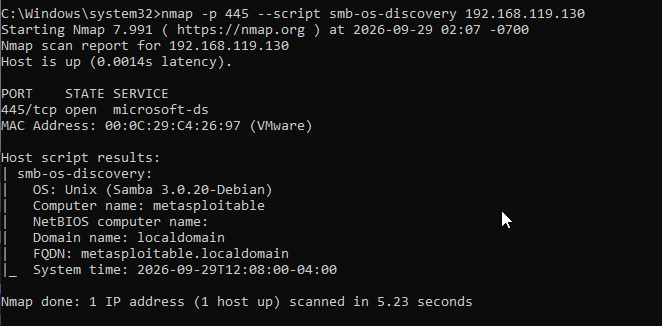 C:\Windows\system32>nmap -p 445 --script smb-os-discovery 192.168.119.130
Starting Nmap 7.991 ( https://nmap.org ) at 2026-09-29 02:07 -0700
Nmap scan report for 192.168.119.130
Host is up (0.0014s latency).

PORT    STATE SERVICE
445/tcp open  microsoft-ds
MAC Address: 00:0C:29:C4:26:97 (VMware)

Host script results:
| smb-os-discovery:
|   OS: Unix (Samba 3.0.20-Debian)
|   Computer name: metasploitable
|   NetBIOS computer name:
|   Domain name: localdomain
|   FQDN: metasploitable.localdomain
|_  System time: 2026-09-29T12:08:00-04:00

Nmap done: 1 IP address (1 host up) scanned in 5.23 seconds